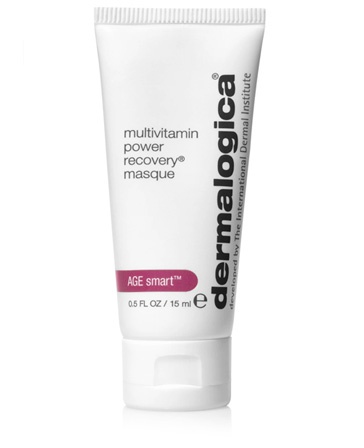 multivitamin
power
recovery®
masque
AGE smart™
0.5 FL OZ / 15 ml ℮
dermalogica
developed by The International Dermal Institute